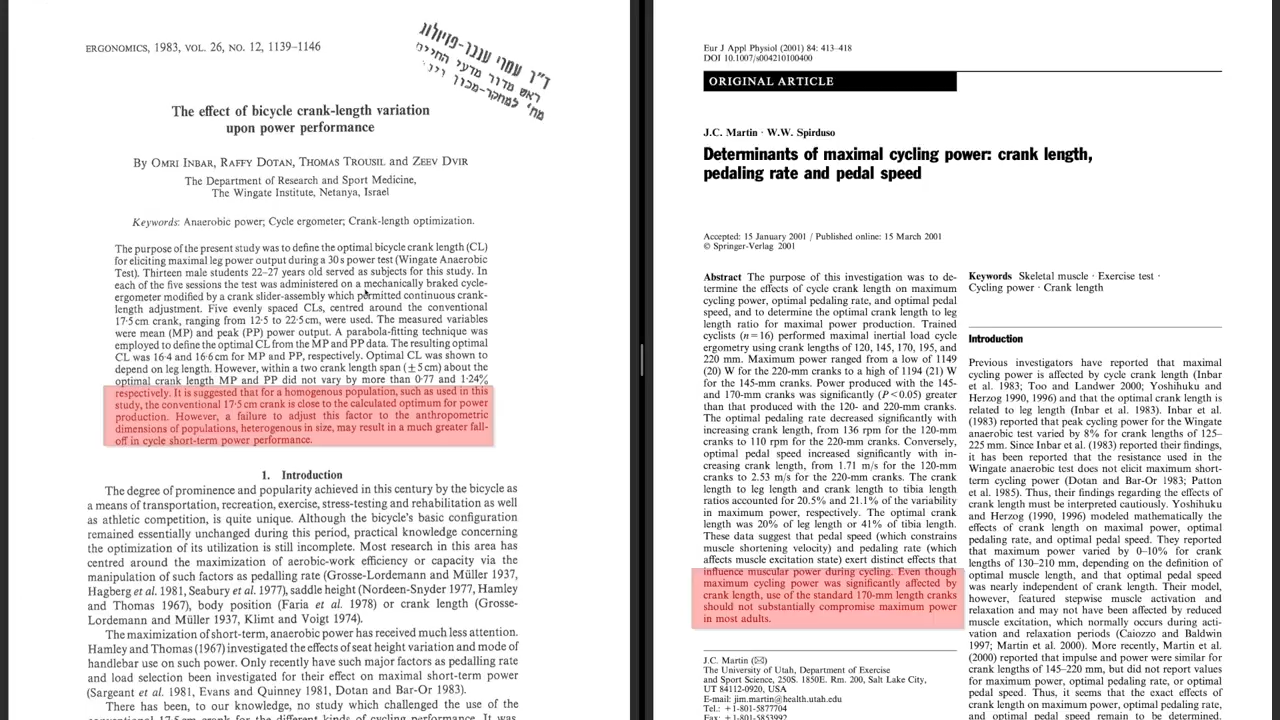 ERGONOMICS, 1983, VOL. 26, NO. 12, 1139–1146
ד"ר עמרי ענבר-
ראש מדור מדעי
The effect of bicycle crank-length variation
upon power performance
By OMRI INBAR, RAFFY DOTAN, THOMAS TROUSIL and ZEEV DVIR
The Department of Research and Sport Medicine,
The Wingate Institute, Netanya, Israel
Keywords: Anaerobic power; Cycle ergometer; Crank-length optimization.
The purpose of the present study was to define the optimal bicycle crank length (CL)
for eliciting maximal leg power output during a 30 s power test (Wingate Anaerobic
Test). Thirteen male students 22–27 years old served as subjects for this study. In
each of the five sessions the test was administered on a mechanically braked cycle-
ergometer modified by a crank slider-assembly which permitted continuous crank-
length adjustment. Five evenly spaced CLs, centred around the conventional
17·5 cm crank, ranging from 12·5 to 22·5 cm, were used. The measured variables
were mean (MP) and peak (PP) power output. A parabola-fitting technique was
employed to define the optimal CL from the MP and PP data. The resulting optimal
CL was 16·4 and 16·6 cm for MP and PP, respectively. Optimal CL was shown to
depend on leg length. However, within a two crank length span (± 5 cm) about the
optimal crank length MP and PP did not vary by more than 0·77 and 1·24%
respectively. It is suggested that for a homogenous population, such as used in this
study, the conventional 17·5 cm crank is close to the calculated optimum for power
production. However, a failure to adjust this factor to the anthropometric
dimensions of populations, heterogenous in size, may result in a much greater fall-
off in cycle short-term power performance.
1. Introduction
The degree of prominence and popularity achieved in this century by the bicycle as
a means of transportation, recreation, exercise, stress-testing and rehabilitation as well
as athletic competition, is quite unique. Although the bicycle's basic configuration
remained essentially unchanged during this period, practical knowledge concerning
the optimization of its utilization is still incomplete. Most research in this area has
centred around the maximization of aerobic-work efficiency or capacity via the
manipulation of such factors as pedalling rate (Grosse-Lordemann and Müller 1937,
Hagberg et al. 1981, Seabury et al. 1977), saddle height (Nordeen-Snyder 1977, Hamley
and Thomas 1967), body position (Faria et al. 1978) or crank length (Grosse-
Lordemann and Müller 1937, Klimt and Voigt 1974).
The maximization of short-term, anaerobic power has received much less attention.
Hamley and Thomas (1967) investigated the effects of seat height variation and mode of
handlebar use on such power. Only recently have such major factors as pedalling rate
and load selection been investigated for their effect on maximal short-term power
(Sargeant et al. 1981, Evans and Quinney 1981, Dotan and Bar-Or 1983).
There has been, to our knowledge, no study which challenged the use of the
conventional 17·5 cm crank for the different kinds of cycling performance. It was
Eur J Appl Physiol (2001) 84: 413–418
DOI 10.1007/s004210100400
ORIGINAL ARTICLE
J.C. Martin · W.W. Spirduso
Determinants of maximal cycling power: crank length,
pedaling rate and pedal speed
Accepted: 15 January 2001 / Published online: 15 March 2001
© Springer-Verlag 2001
Abstract The purpose of this investigation was to de-
termine the effects of cycle crank length on maximum
cycling power, optimal pedaling rate, and optimal pedal
speed, and to determine the optimal crank length to leg
length ratio for maximal power production. Trained
cyclists (n = 16) performed maximal inertial load cycle
ergometry using crank lengths of 120, 145, 170, 195, and
220 mm. Maximum power ranged from a low of 1149
(20) W for the 220-mm cranks to a high of 1194 (21) W
for the 145-mm cranks. Power produced with the 145-
and 170-mm cranks was significantly (P < 0.05) greater
than that produced with the 120- and 220-mm cranks.
The optimal pedaling rate decreased significantly with
increasing crank length, from 136 rpm for the 120-mm
cranks to 110 rpm for the 220-mm cranks. Conversely,
optimal pedal speed increased significantly with in-
creasing crank length, from 1.71 m/s for the 120-mm
cranks to 2.53 m/s for the 220-mm cranks. The crank
length to leg length and crank length to tibia length
ratios accounted for 20.5% and 21.1% of the variability
in maximum power, respectively. The optimal crank
length was 20% of leg length or 41% of tibia length.
These data suggest that pedal speed (which constrains
muscle shortening velocity) and pedaling rate (which
affects muscle excitation state) exert distinct effects that
influence muscular power during cycling. Even though
maximum cycling power was significantly affected by
crank length, use of the standard 170-mm length cranks
should not substantially compromise maximum power
in most adults.
J.C. Martin (✉)
The University of Utah, Department of Exercise
and Sport Science, 250S. 1850E. Rm. 200, Salt Lake City,
UT 84112-0920, USA
E-mail: jim.martin@health.utah.edu
Tel.: +1-801-5877704
Fax: +1-801-5853992
Keywords Skeletal muscle · Exercise test ·
Cycling power · Crank length
Introduction
Previous investigators have reported that maximal
cycling power is affected by cycle crank length (Inbar
et al. 1983; Too and Landwer 2000; Yoshihuku and
Herzog 1990, 1996) and that the optimal crank length is
related to leg length (Inbar et al. 1983). Inbar et al.
(1983) reported that peak cycling power for the Wingate
anaerobic test varied by 8% for crank lengths of 125–
225 mm. Since Inbar et al. (1983) reported their findings,
it has been reported that the resistance used in the
Wingate anaerobic test does not elicit maximum short-
term cycling power (Dotan and Bar-Or 1983; Patton
et al. 1985). Thus, their findings regarding the effects of
crank length must be interpreted cautiously. Yoshihuku
and Herzog (1990, 1996) modeled mathematically the
effects of crank length on maximal power, optimal
pedaling rate, and optimal pedal speed. They reported
that maximum power varied by 0–10% for crank
lengths of 130–210 mm, depending on the definition of
optimal muscle length, and that optimal pedal speed
was nearly independent of crank length. Their model,
however, featured stepwise muscle activation and
relaxation and may not have been affected by reduced
muscle excitation, which normally occurs during acti-
vation and relaxation periods (Caiozzo and Baldwin
1997; Martin et al. 2000). More recently, Martin et al.
(2000) reported that impulse and power were similar for
crank lengths of 145–220 mm, but did not report values
for maximum power, optimal pedaling rate, or optimal
pedal speed. Thus, it seems that the exact effects of
crank length on maximal power, optimal pedaling rate,
and optimal pedal speed remain to be determined.